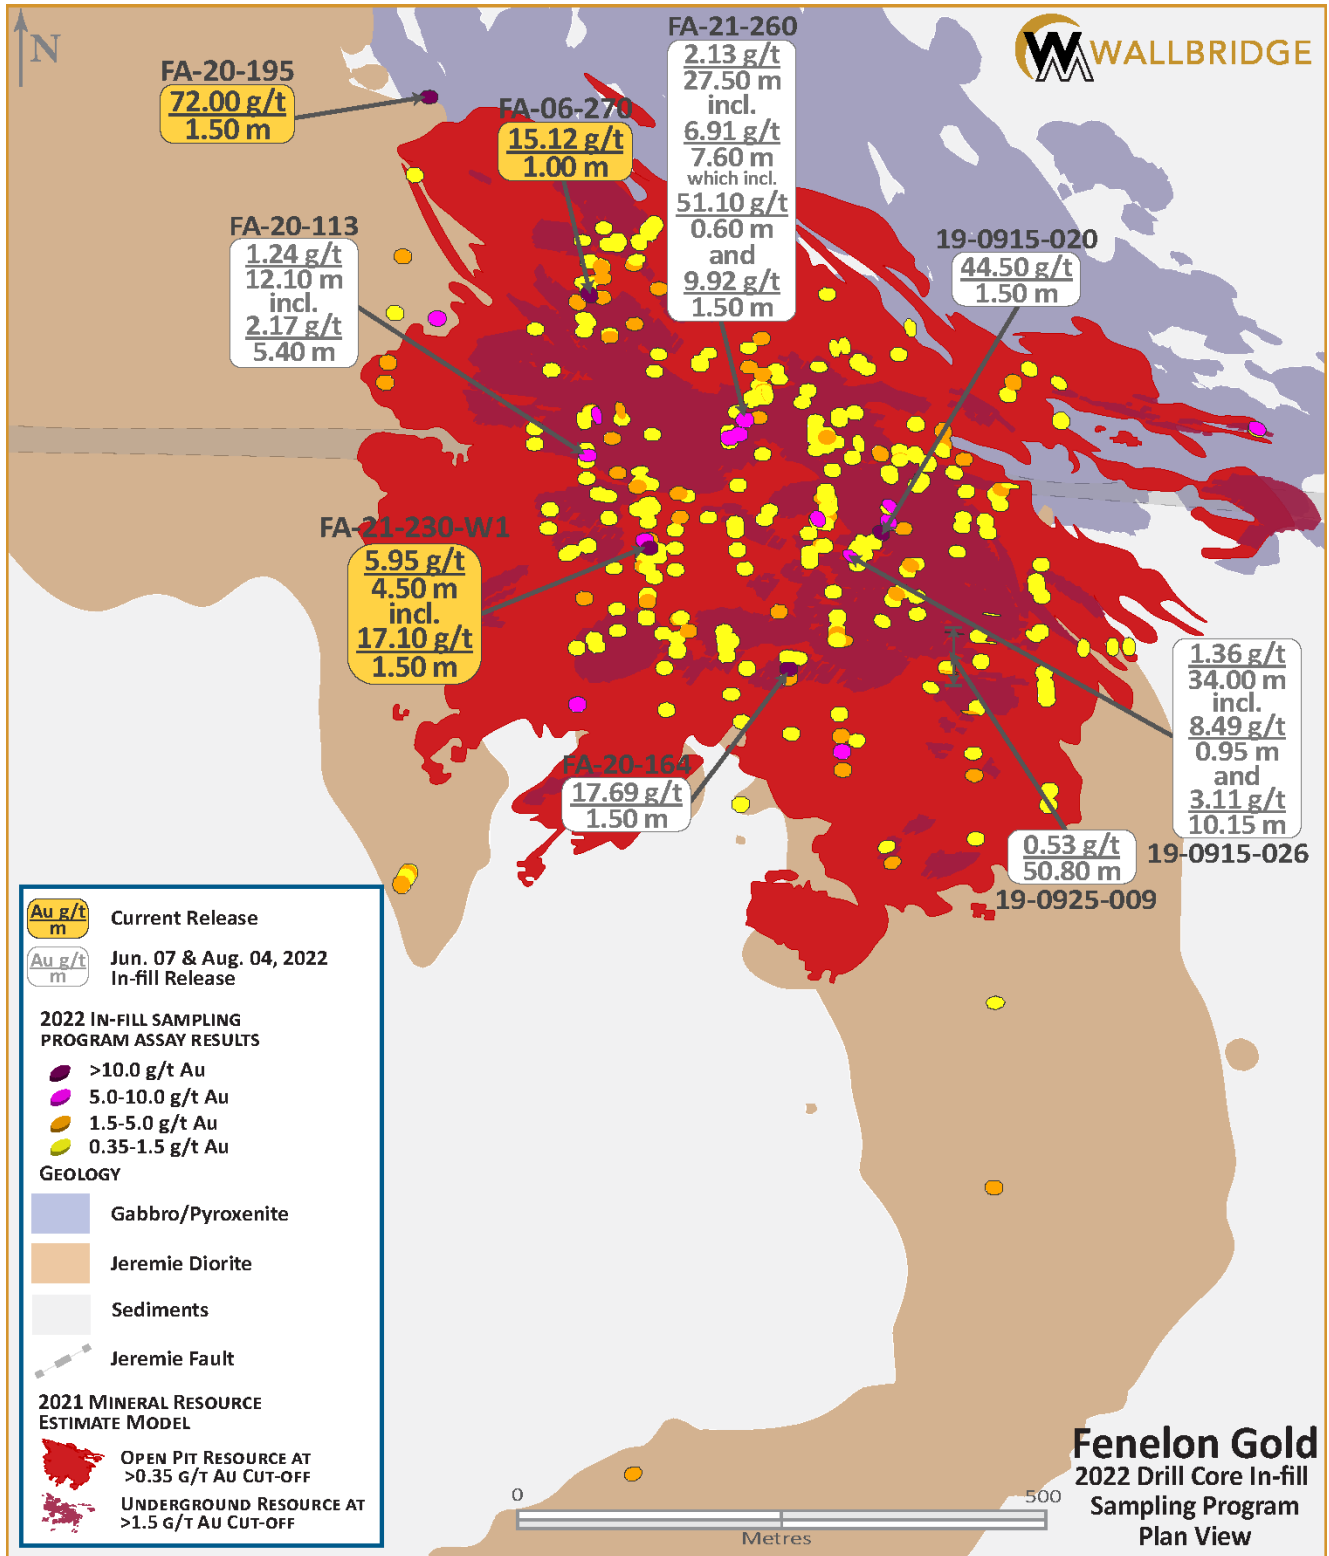 N
WALLBRIDGE
FA-20-195
72.00 g/t
1.50 m
FA-06-270
15.12 g/t
1.00 m
FA-21-260
2.13 g/t
27.50 m
incl.
6.91 g/t
7.60 m
which incl.
51.10 g/t
0.60 m
and
9.92 g/t
1.50 m
FA-20-113
1.24 g/t
12.10 m
incl.
2.17 g/t
5.40 m
19-0915-020
44.50 g/t
1.50 m
FA-21-230-W1
5.95 g/t
4.50 m
incl.
17.10 g/t
1.50 m
FA-20-164
17.69 g/t
1.50 m
1.36 g/t
34.00 m
incl.
8.49 g/t
0.95 m
and
3.11 g/t
10.15 m
19-0915-026
0.53 g/t
50.80 m
19-0925-009
Au g/t
m
Current Release
Au g/t
m
Jun. 07 & Aug. 04, 2022
In-fill Release
2022 IN-FILL SAMPLING
PROGRAM ASSAY RESULTS
>10.0 g/t Au
5.0-10.0 g/t Au
1.5-5.0 g/t Au
0.35-1.5 g/t Au
GEOLOGY
Gabbro/Pyroxenite
Jeremie Diorite
Sediments
Jeremie Fault
2021 MINERAL RESOURCE
ESTIMATE MODEL
OPEN PIT RESOURCE AT
>0.35 G/T AU CUT-OFF
UNDERGROUND RESOURCE AT
>1.5 G/T AU CUT-OFF
0 500
Metres
Fenelon Gold
2022 Drill Core In-fill
Sampling Program
Plan View